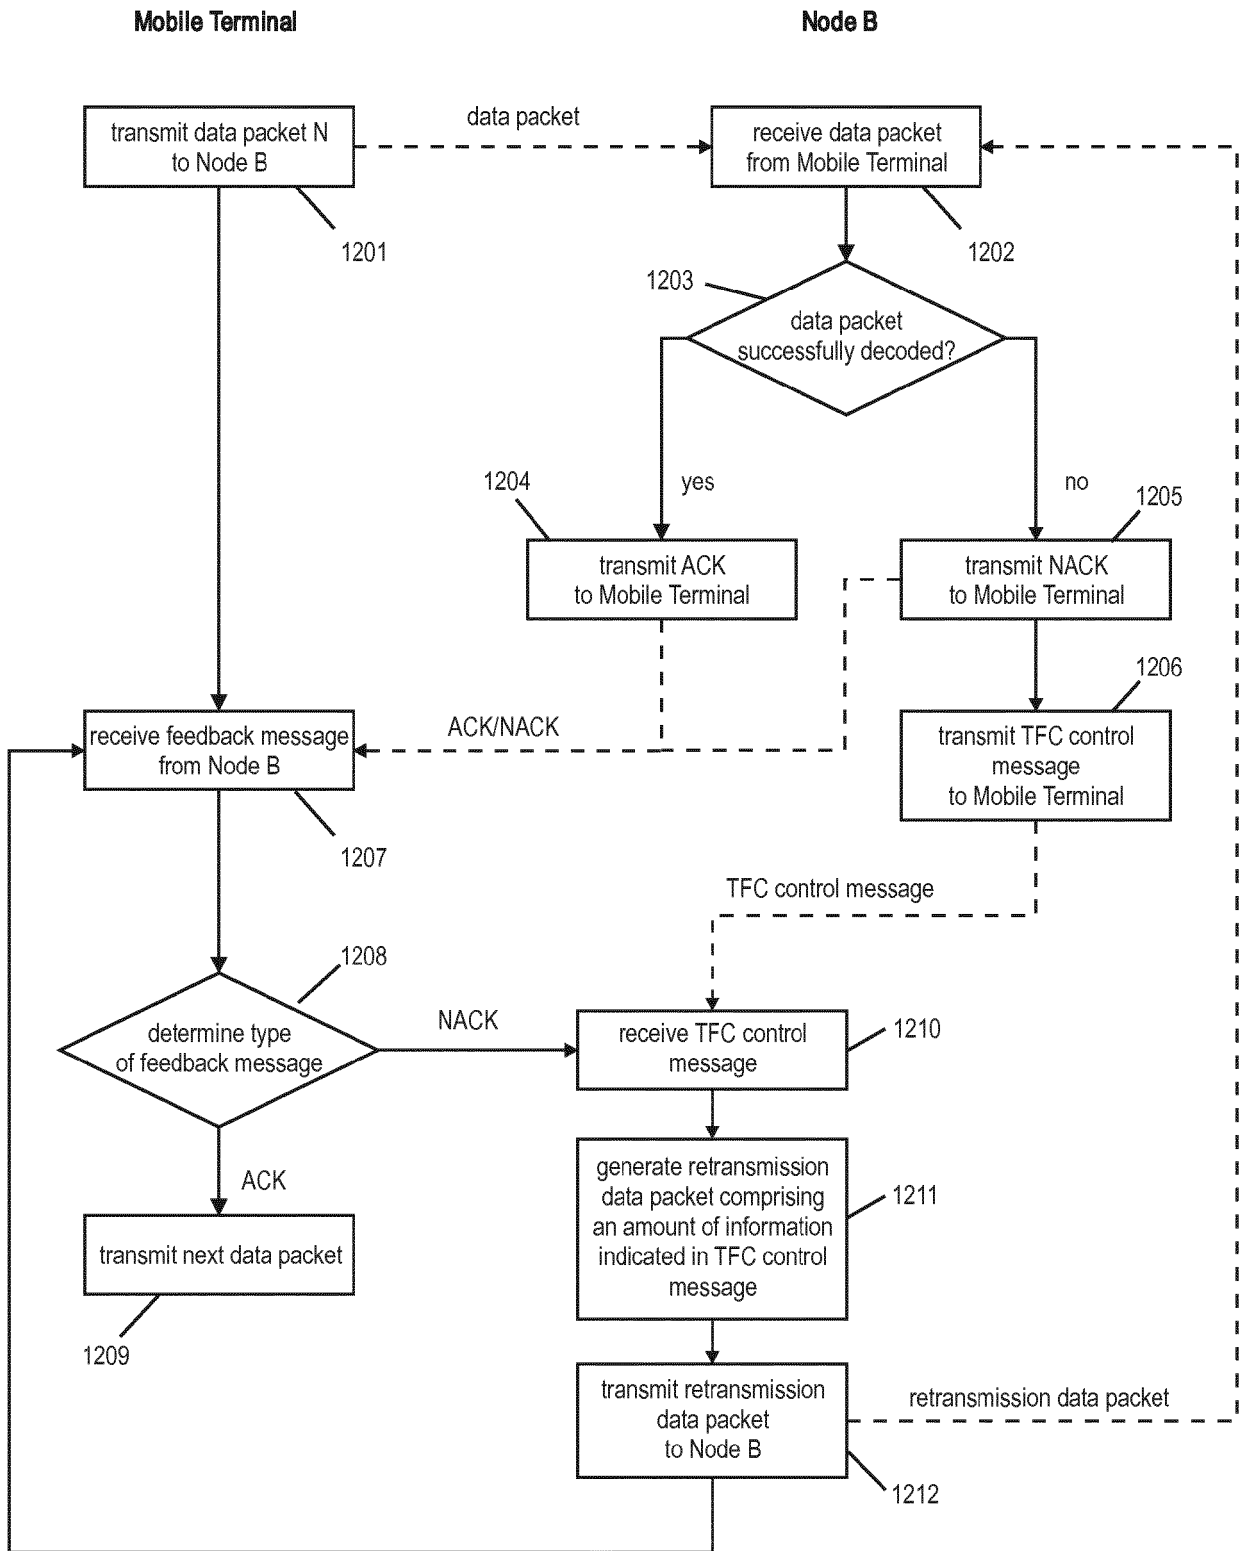 Mobile Terminal
Node B
transmit data packet N
to Node B
data packet
receive data packet
from Mobile Terminal
1201
1202
1203
data packet
successfully decoded?
1204
yes
no
1205
transmit ACK
to Mobile Terminal
transmit NACK
to Mobile Terminal
1206
receive feedback message
from Node B
ACK/NACK
transmit TFC control
message
to Mobile Terminal
1207
TFC control message
1208
determine type
of feedback message
NACK
receive TFC control
message
1210
ACK
generate retransmission
data packet comprising
an amount of information
indicated in TFC control
message
1211
transmit next data packet
1209
transmit retransmission
data packet
to Node B
retransmission data packet
1212